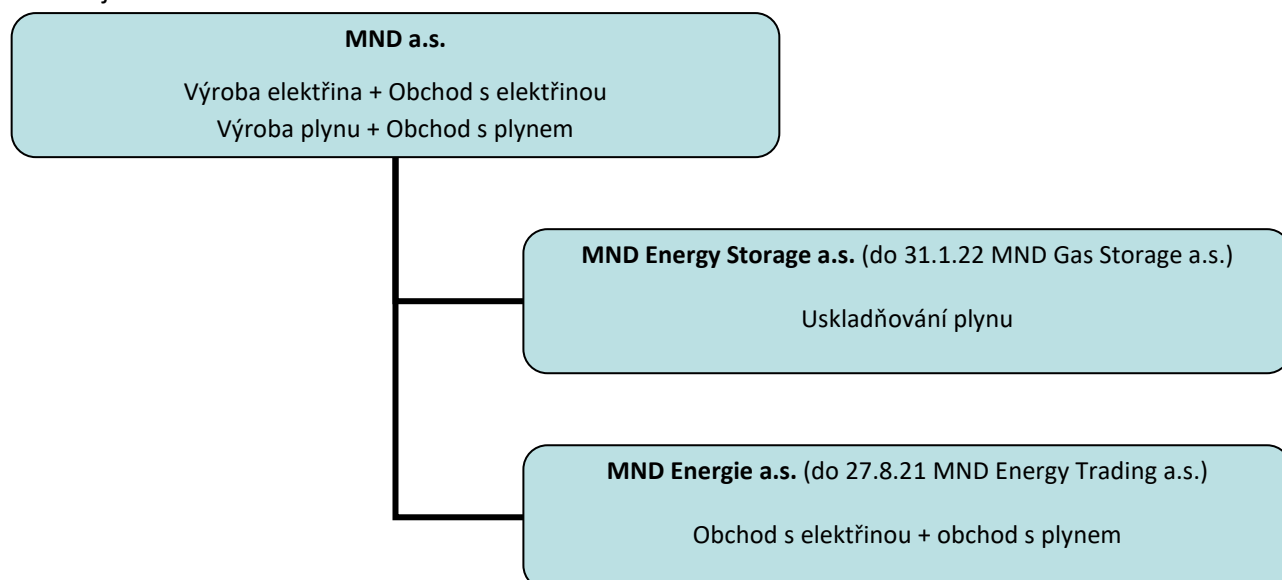 MND a.s.
Výroba elektřina + Obchod s elektřinou
Výroba plynu + Obchod s plynem
MND Energy Storage a.s. (do 31.1.22 MND Gas Storage a.s.)
Uskladňování plynu
MND Energie a.s. (do 27.8.21 MND Energy Trading a.s.)
Obchod s elektřinou + obchod s plynem